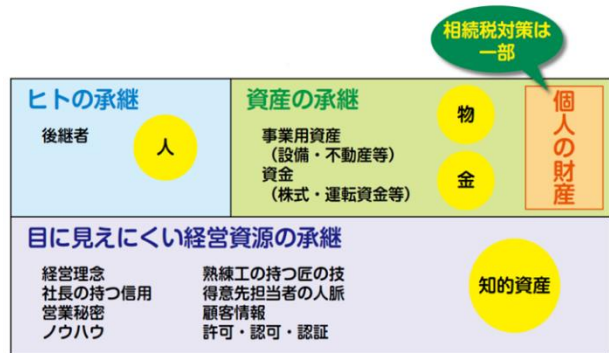 相続税対策は
一部
ヒトの承継
後継者
人
資産の承継
事業用資産
（設備・不動産等）
資金
（株式・運転資金等）
物
金
個人の財産
目に見えにくい経営資源の承継
経営理念
社長の持つ信用
営業秘密
ノウハウ
熟練工の持つ匠の技
得意先担当者の人脈
顧客情報
許可・認可・認証
知的資産